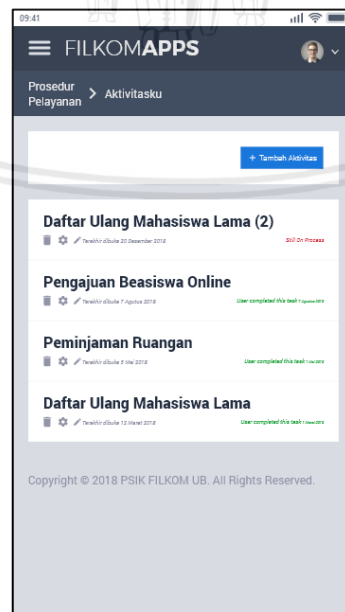 09:41
FILKOMAPPS
Prosedur
Pelayanan > Aktivitasku
+ Tambah Aktivitas
Daftar Ulang Mahasiswa Lama (2)
Terakhir dibuka 20 Desember 2018 Still On Process
Pengajuan Beasiswa Online
Terakhir dibuka 7 Agutus 2018 User completed this task 7 Agustus 2018
Peminjaman Ruangan
Terakhir dibuka 5 Mei 2018 User completed this task
Daftar Ulang Mahasiswa Lama
Terakhir dibuka 12 Maret 2018 User completed this task
Copyright © 2018 PSIK FILKOM UB. All Rights Reserved.